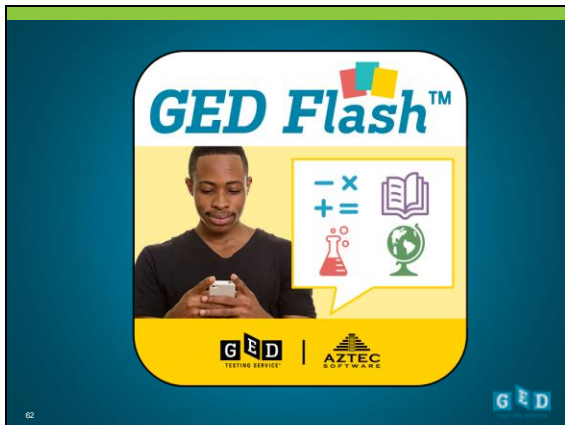 GED Flash™
GED
TESTING SERVICE®
AZTEC
SOFTWARE
62
GED